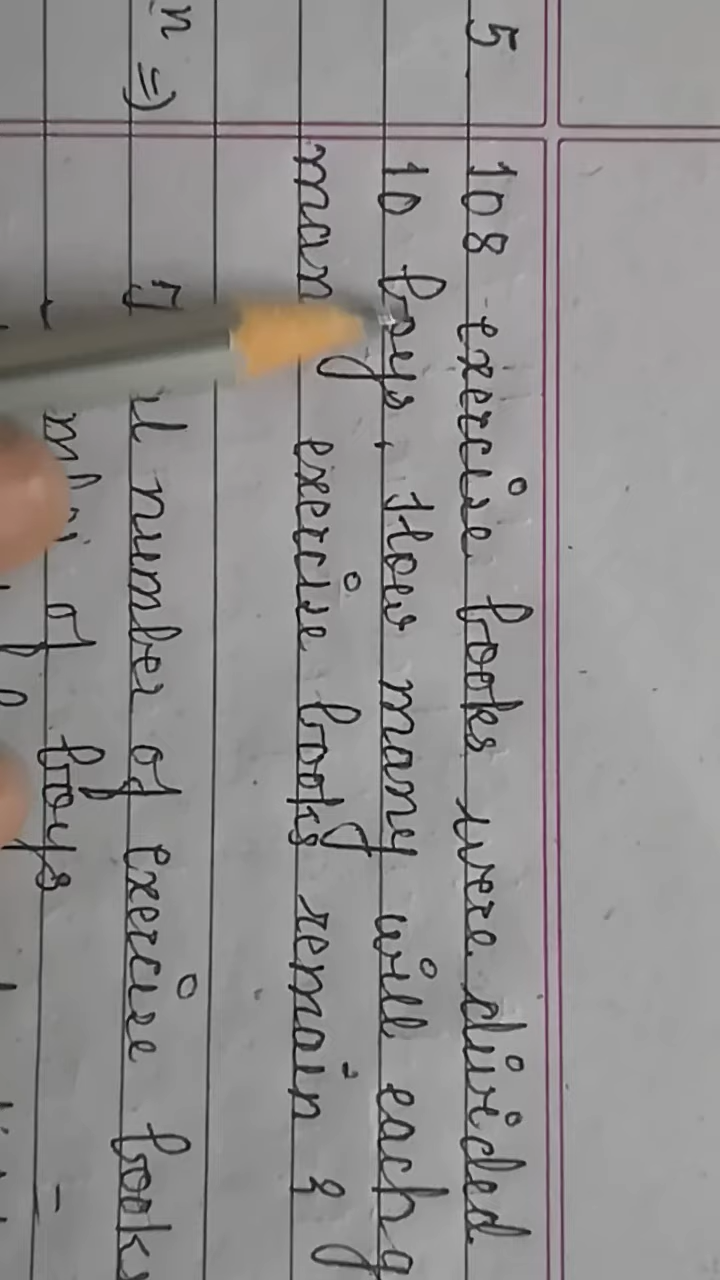 5. 108 exercise books were divided
10 boys, How many will each g
man exercise books remain ?
n => l number of exercise books
of boys -